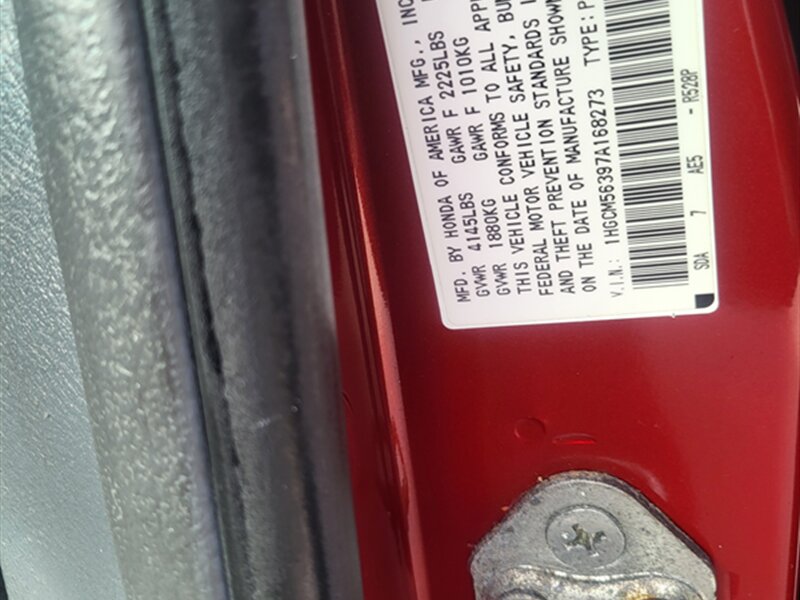 MFD. BY HONDA OF AMERICA MFG., INC
GVWR 4145LBS GAWR F 2225LBS
GVWR 1880KG GAWR F 1010KG
THIS VEHICLE CONFORMS TO ALL APPL
FEDERAL MOTOR VEHICLE SAFETY, BU
AND THEFT PREVENTION STANDARDS
ON THE DATE OF MANUFACTURE SHOWN
V.I.N.: 1HGCM56397A168273 TYPE:P
SDA 7 AE5 - R528P